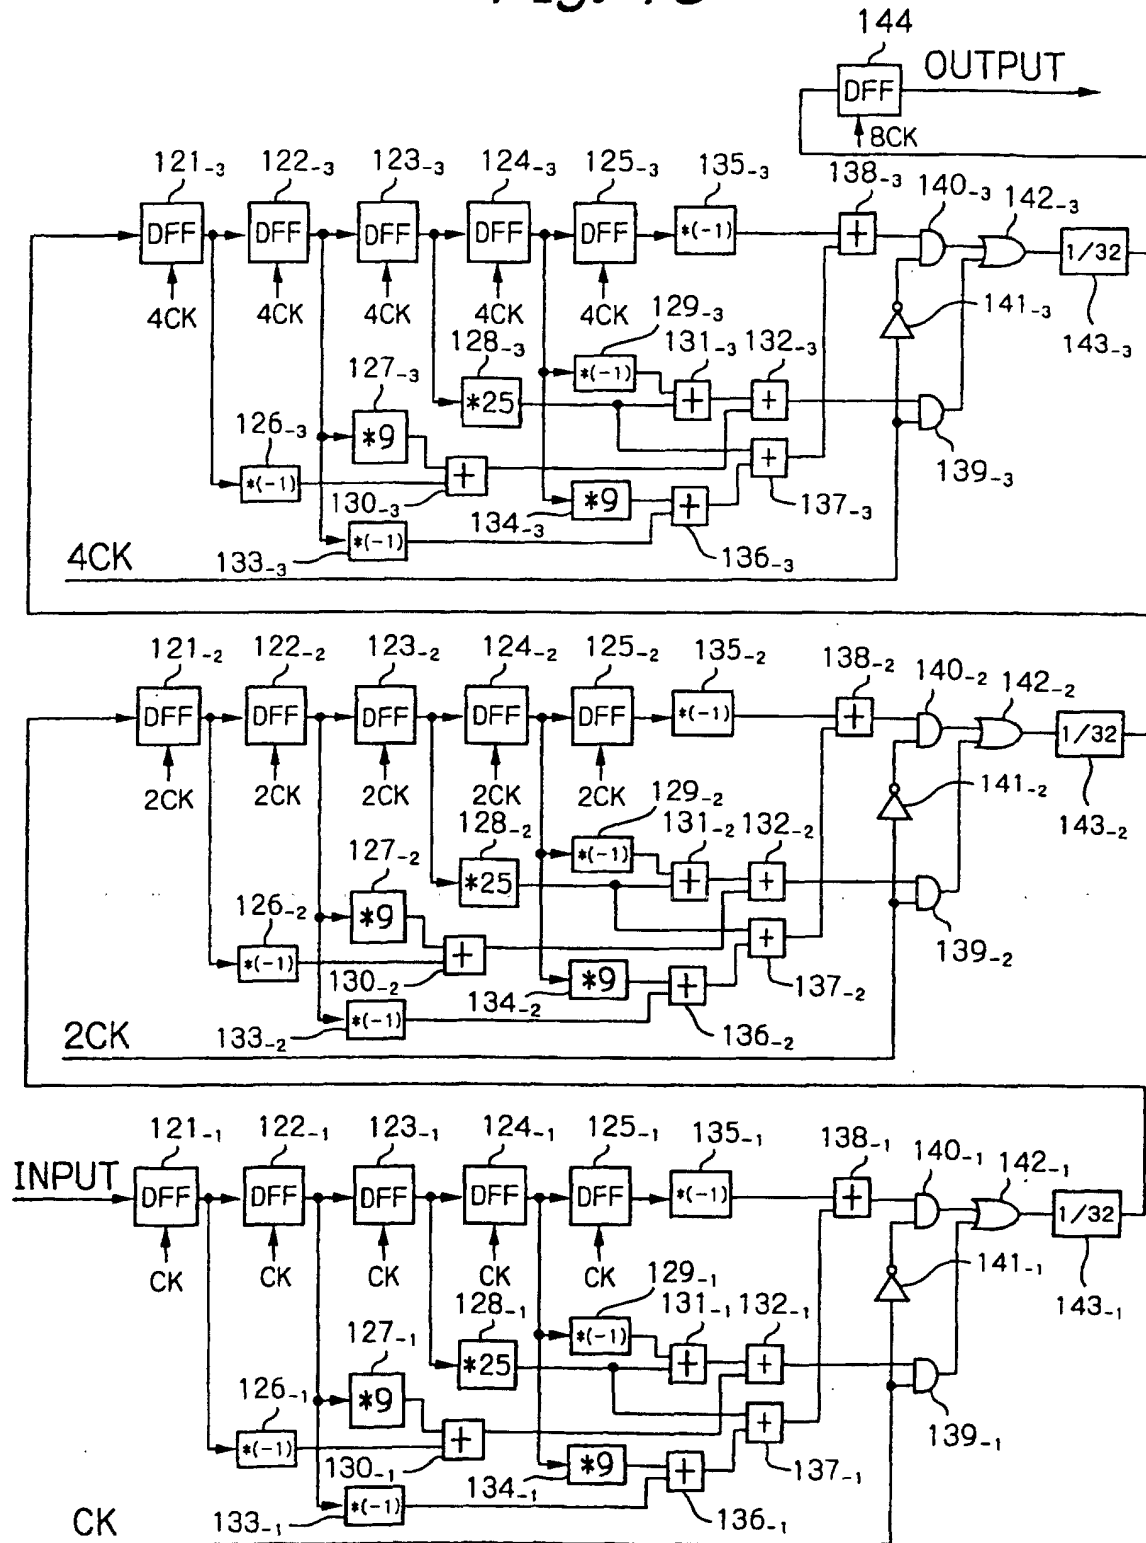 Fig. 
144
DFF OUTPUT
8CK
121-3 122-3 123-3 124-3 125-3 135-3 138-3 140-3 142-3
DFF DFF DFF DFF DFF *(-1) + 1/32
4CK 4CK 4CK 4CK 4CK 141-3 143-3
129-3 131-3 132-3
128-3 *(-1) + +
127-3 *25
126-3 *9 + 139-3
*(-1) + 137-3
130-3 134-3 *9 +
133-3 *(-1) 136-3
4CK
121-2 122-2 123-2 124-2 125-2 135-2 138-2 140-2 142-2
DFF DFF DFF DFF DFF *(-1) + 1/32
2CK 2CK 2CK 2CK 2CK 141-2 143-2
129-2 131-2 132-2
128-2 *(-1) + +
127-2 *25
126-2 *9 + 139-2
*(-1) + 137-2
130-2 134-2 *9 +
133-2 *(-1) 136-2
2CK
121-1 122-1 123-1 124-1 125-1 135-1 138-1 140-1 142-1
INPUT DFF DFF DFF DFF DFF *(-1) + 1/32
CK CK CK CK CK 141-1 143-1
129-1 131-1 132-1
128-1 *(-1) + +
127-1 *25
126-1 *9 + 139-1
*(-1) + 137-1
130-1 134-1 *9 +
133-1 *(-1) 136-1
CK